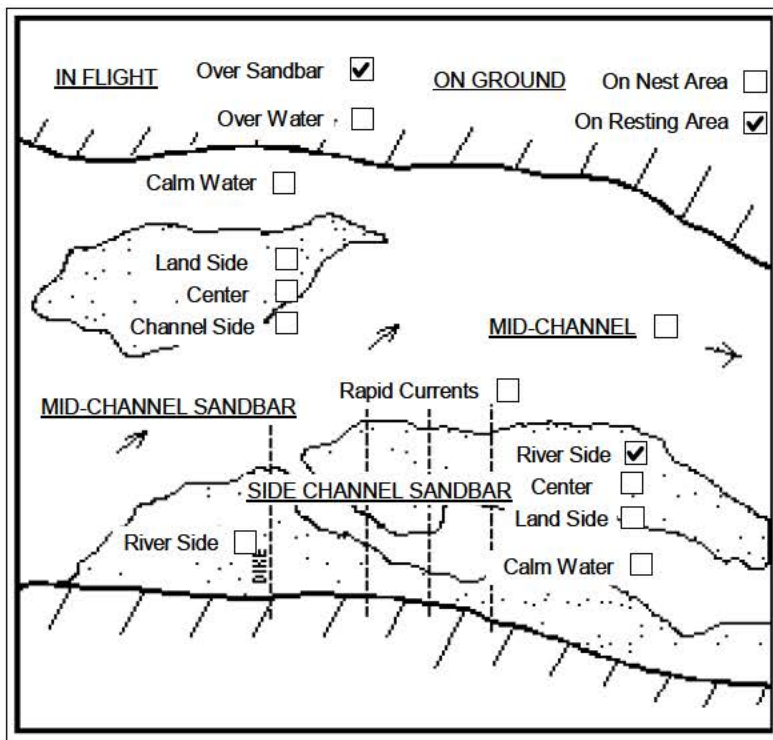 IN FLIGHT
Over Sandbar
ON GROUND
On Nest Area
Over Water
On Resting Area
Calm Water
Land Side
Center
Channel Side
MID-CHANNEL
Rapid Currents
MID-CHANNEL SANDBAR
River Side
SIDE CHANNEL SANDBAR
Center
Land Side
River Side
DIKE
Calm Water